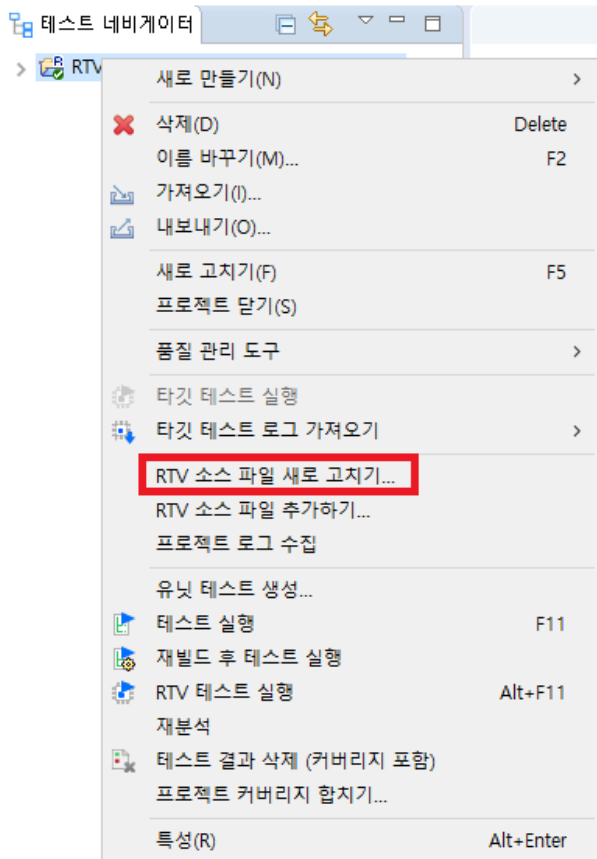 테스트 네비게이터
RTV
새로 만들기(N)
삭제(D) Delete
이름 바꾸기(M)... F2
가져오기(I)...
내보내기(O)...
새로 고치기(F) F5
프로젝트 닫기(S)
품질 관리 도구
타깃 테스트 실행
타깃 테스트 로그 가져오기
RTV 소스 파일 새로 고치기...
RTV 소스 파일 추가하기...
프로젝트 로그 수집
유닛 테스트 생성...
테스트 실행 F11
재빌드 후 테스트 실행
RTV 테스트 실행 Alt+F11
재분석
테스트 결과 삭제 (커버리지 포함)
프로젝트 커버리지 합치기...
특성(R) Alt+Enter